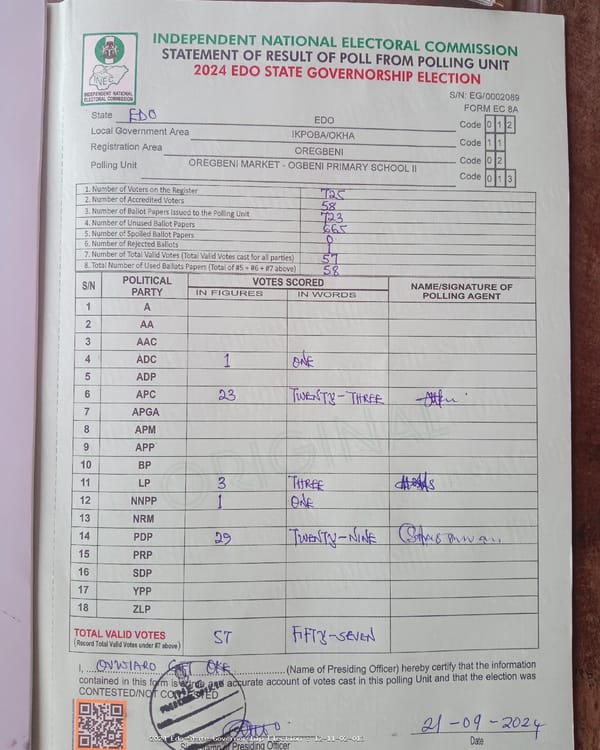 INDEPENDENT NATIONAL ELECTORAL COMMISSION
STATEMENT OF RESULT OF POLL FROM POLLING UNIT
2024 EDO STATE GOVERNORSHIP ELECTION
INEC
INDEPENDENT NATIONAL
ELECTORAL COMMISSION
S/N: EG/0002089
FORM EC 8A
State EDO EDO Code 0 1 2
Local Government Area IKPOBA/OKHA Code 1 1
Registration Area OREGBENI Code 0 2
Polling Unit OREGBENI MARKET - OGBENI PRIMARY SCHOOL II Code 0 1 3
1. Number of Voters on the Register 725
2. Number of Accredited Voters 58
3. Number of Ballot Papers Issued to the Polling Unit 723
4. Number of Unused Ballot Papers 665
5. Number of Spoiled Ballot Papers 0
6. Number of Rejected Ballots 1
7. Number of Total Valid Votes (Total Valid Votes cast for all parties) 57
8. Total Number of Used Ballots Papers (Total of #5 + #6 + #7 above) 58
S/N POLITICAL PARTY VOTES SCORED NAME/SIGNATURE OF POLLING AGENT
IN FIGURES IN WORDS
1 A
2 AA
3 AAC
4 ADC 1 ONE
5 ADP
6 APC 23 TWENTY-THREE
7 APGA
8 APM
9 APP
10 BP
11 LP 3 THREE
12 NNPP 1 ONE
13 NRM
14 PDP 29 TWENTY-NINE
15 PRP
16 SDP
17 YPP
18 ZLP
ORIGINAL
TOTAL VALID VOTES 57 FIFTY-SEVEN
(Record Total Valid Votes under #7 above)
I, (Name of Presiding Officer) hereby certify that the information
contained in this form is accurate account of votes cast in this polling Unit and that the election was
CONTESTED/NOT CONTESTED
21-09-2024
Presiding Officer Date